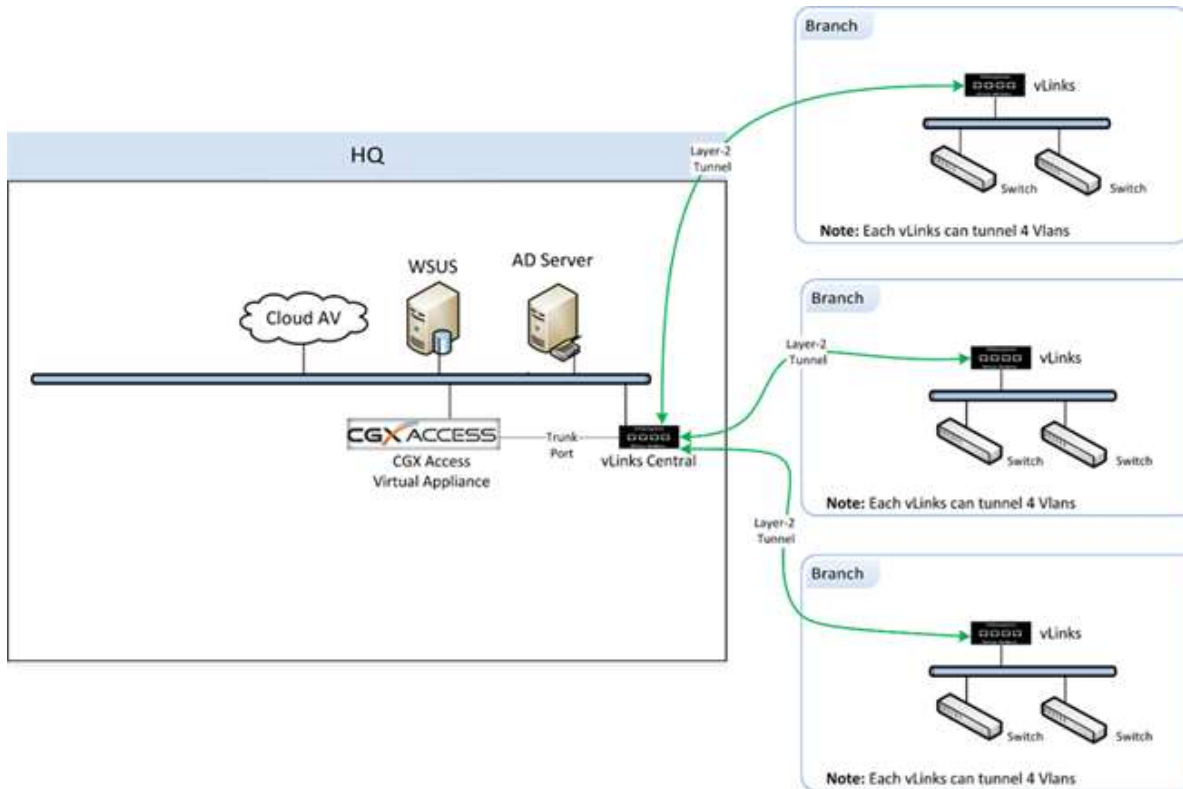 Branch
vLinks
Switch
Switch
Note: Each vLinks can tunnel 4 Vlans
Layer-2
Tunnel
HQ
WSUS
AD Server
Cloud AV
CGX ACCESS
CGX Access
Virtual Appliance
Trunk
Port
vLinks Central
Branch
Layer-2
Tunnel
vLinks
Switch
Switch
Note: Each vLinks can tunnel 4 Vlans
Layer-2
Tunnel
Branch
vLinks
Switch
Switch
Note: Each vLinks can tunnel 4 Vlans